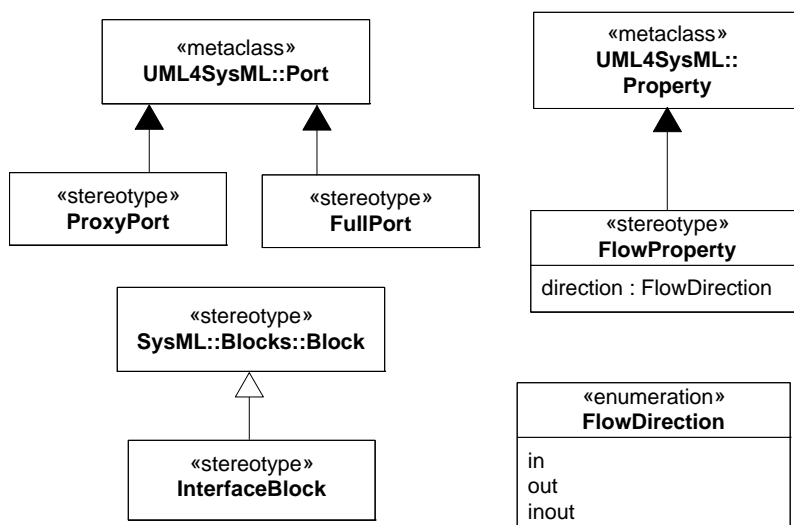 «metaclass»
UML4SysML::Port
«metaclass»
UML4SysML::
Property
«stereotype»
ProxyPort
«stereotype»
FullPort
«stereotype»
FlowProperty
direction : FlowDirection
«stereotype»
SysML::Blocks::Block
«stereotype»
InterfaceBlock
«enumeration»
FlowDirection
in
out
inout